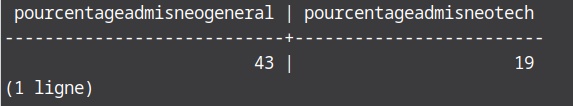 pourcentageadmisneogeneral | pourcentageadmisneotech
----------------------------+-------------------------
43 | 19
(1 ligne)